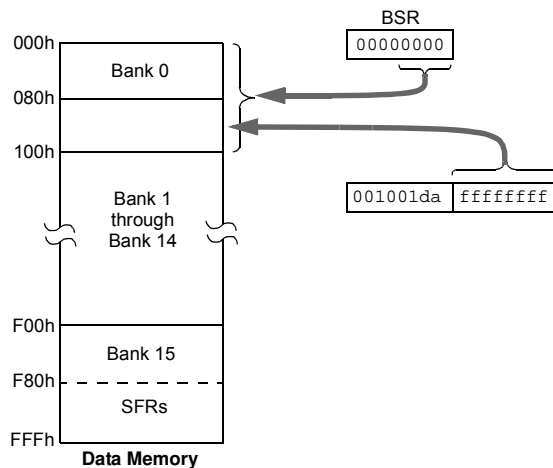 BSR
000h
00000000
Bank 0
080h
100h
001001da ffffffff
Bank 1
through
Bank 14
F00h
Bank 15
F80h
SFRs
FFFh
Data Memory